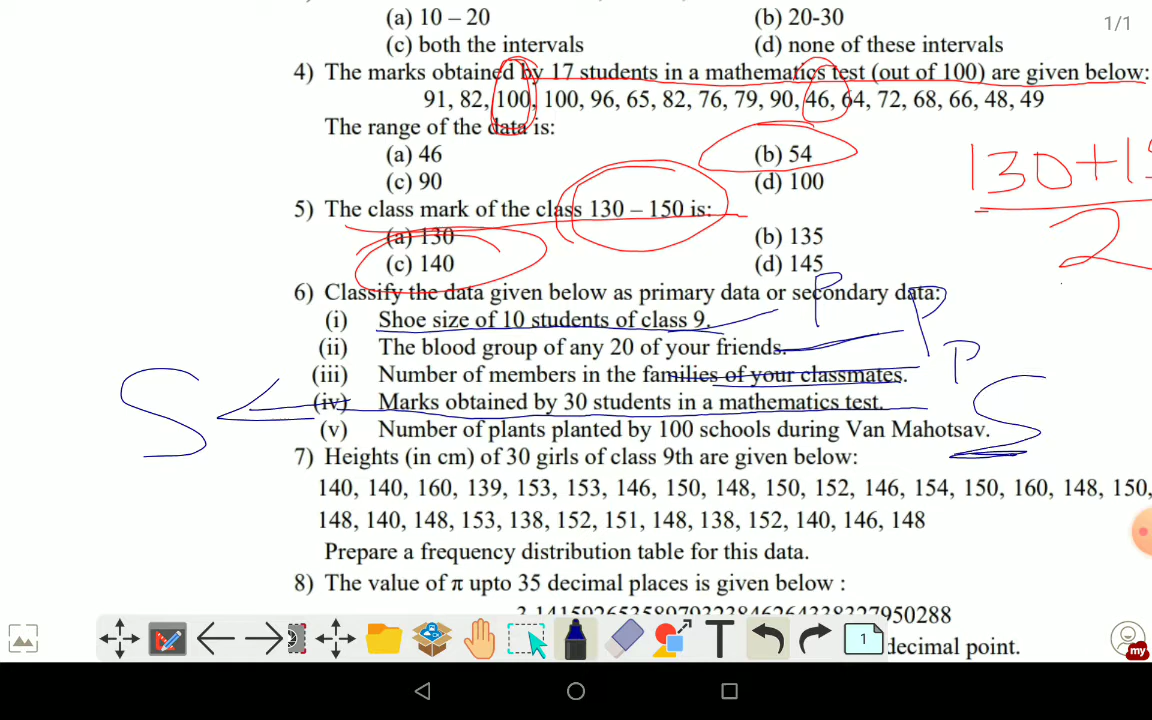 (a) 10 – 20 (b) 20-30
1/1
(c) both the intervals (d) none of these intervals
4) The marks obtained by 17 students in a mathematics test (out of 100) are given below:
91, 82, 100, 100, 96, 65, 82, 76, 79, 90, 46, 64, 72, 68, 66, 48, 49
The range of the data is:
(a) 46 (b) 54
(c) 90 (d) 100
130+15
2
5) The class mark of the class 130 – 150 is:
(a) 130 (b) 135
(c) 140 (d) 145
6) Classify the data given below as primary data or secondary data:
(i) Shoe size of 10 students of class 9. P
(ii) The blood group of any 20 of your friends. P
(iii) Number of members in the families of your classmates. P
S (iv) Marks obtained by 30 students in a mathematics test.
(v) Number of plants planted by 100 schools during Van Mahotsav. S
7) Heights (in cm) of 30 girls of class 9th are given below:
140, 140, 160, 139, 153, 153, 146, 150, 148, 150, 152, 146, 154, 150, 160, 148, 150,
148, 140, 148, 153, 138, 152, 151, 148, 138, 152, 140, 146, 148
Prepare a frequency distribution table for this data.
8) The value of π upto 35 decimal places is given below :
3.14159265358979323846264338327950288
decimal point.
T
1
my